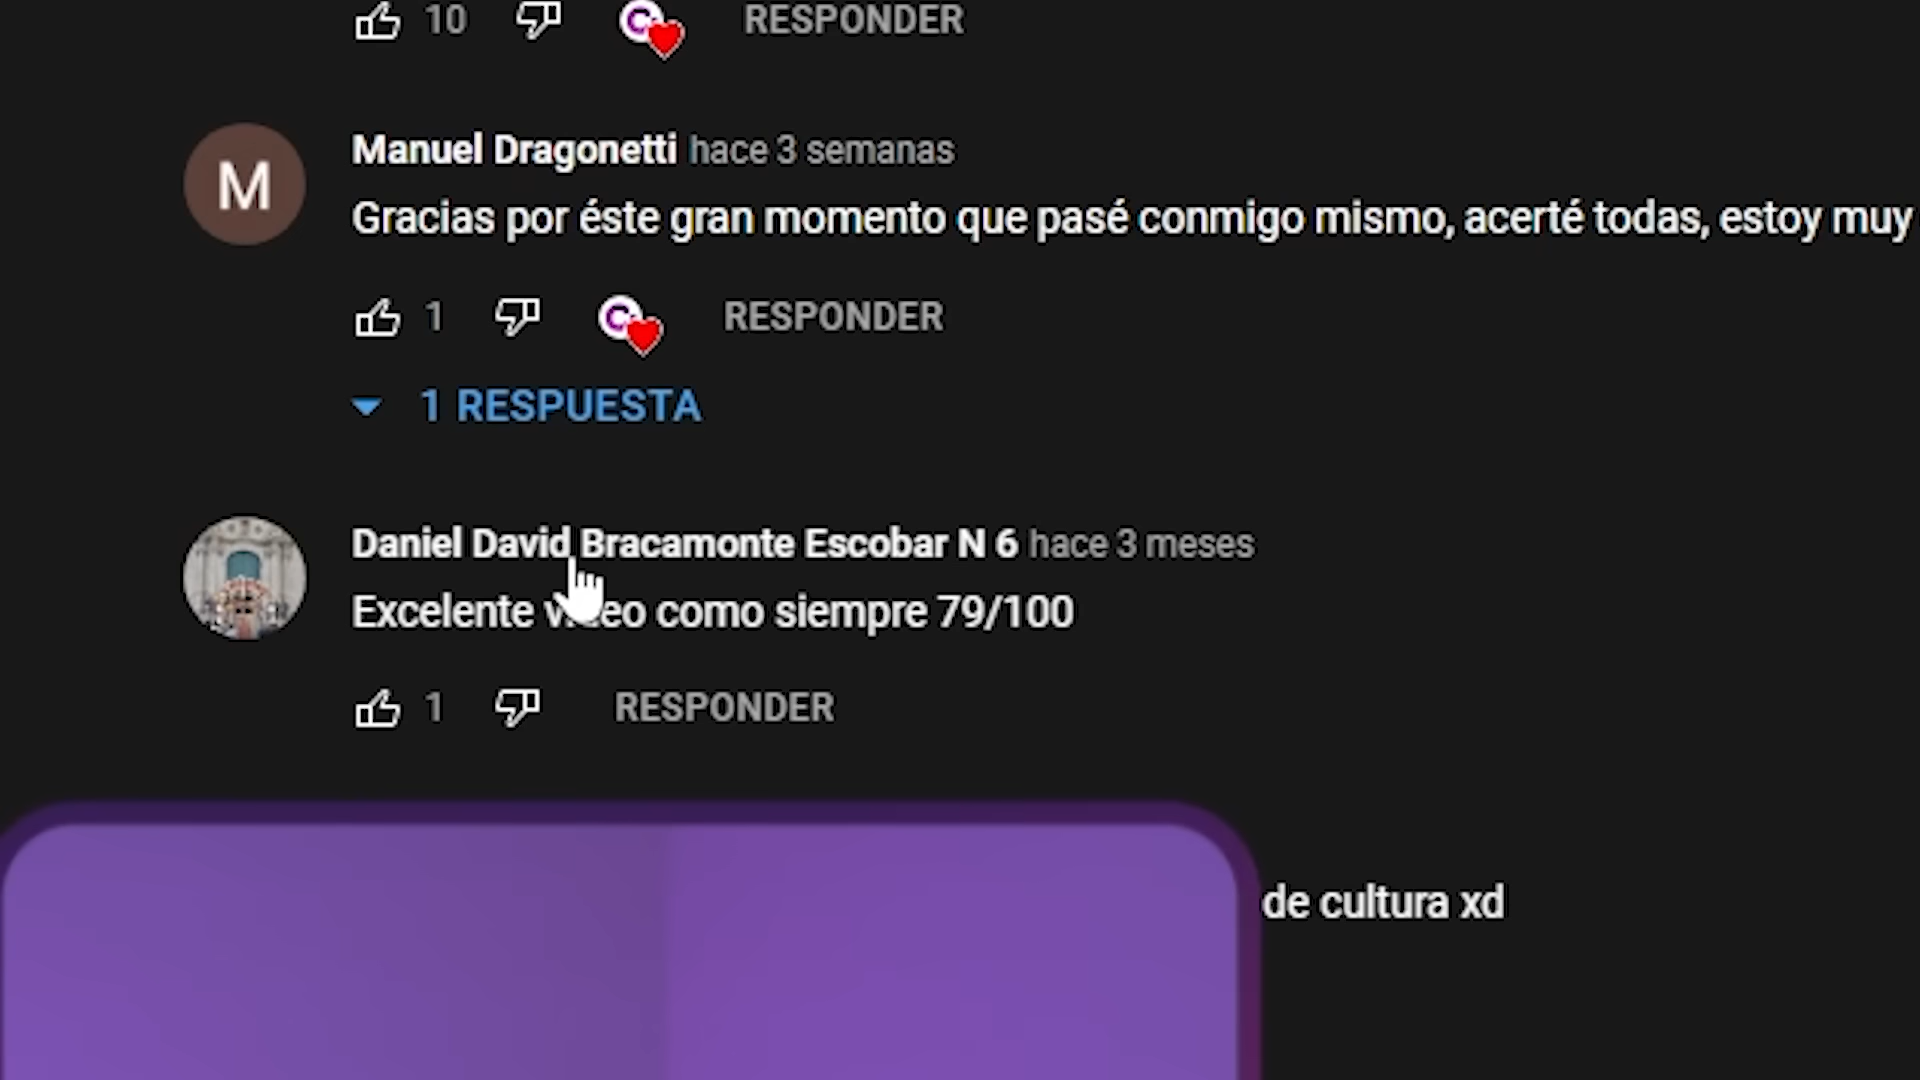 10 RESPONDER
M
Manuel Dragonetti hace 3 semanas
Gracias por éste gran momento que pasé conmigo mismo, acerté todas, estoy muy
1 RESPONDER
1 RESPUESTA
Daniel David Bracamonte Escobar N 6 hace 3 meses
Excelente como siempre 79/100
1 RESPONDER
de cultura xd